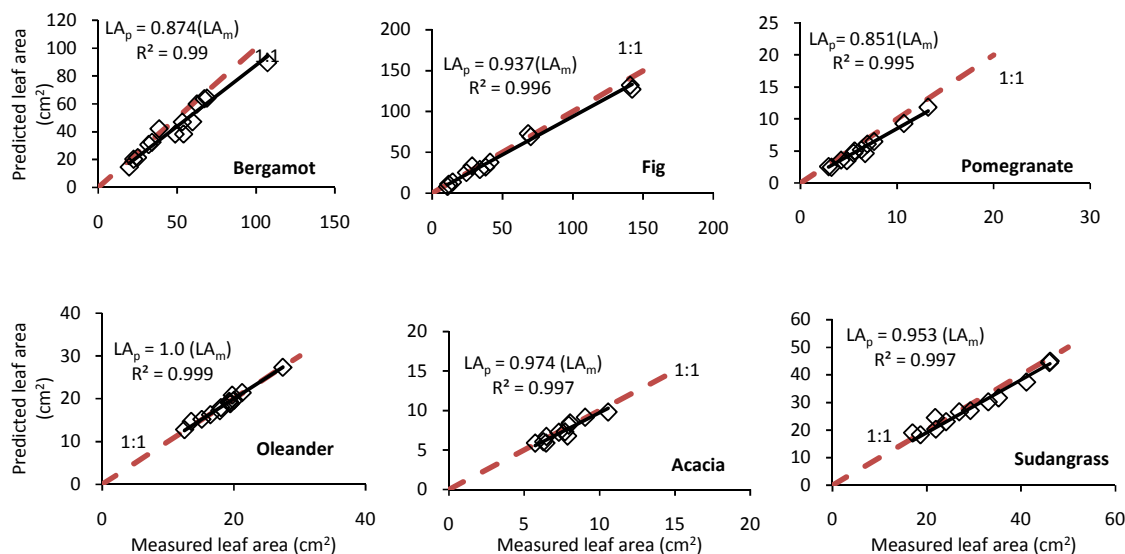 Predicted leaf area
(cm²)
120
100
80
60
40
20
0
LAₚ = 0.874(LAₘ)
R² = 0.99
1:1
Bergamot
0
50
100
150
200
150
100
50
0
LAₚ = 0.937(LAₘ)
R² = 0.996
1:1
Fig
0
50
100
150
200
25
20
15
10
5
0
LAₚ = 0.851(LAₘ)
R² = 0.995
1:1
Pomegranate
0
10
20
30
Predicted leaf area
(cm²)
30
20
10
0
LAₚ = 1.0 (LAₘ)
R² = 0.999
1:1
Oleander
0
20
40
Measured leaf area (cm²)
20
15
10
5
0
LAₚ = 0.974 (LAₘ)
R² = 0.997
1:1
Acacia
0
5
10
15
Measured leaf area (cm²)
60
50
40
30
20
10
0
LAₚ = 0.953 (LAₘ)
R² = 0.997
1:1
Sudangrass
0
20
40
60
Measured leaf area (cm²)